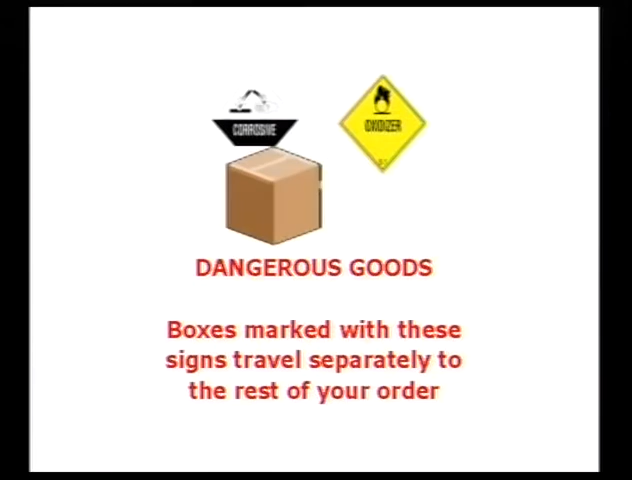 CORROSIVE
OXIDIZER
DANGEROUS GOODS
Boxes marked with these
signs travel separately to
the rest of your order